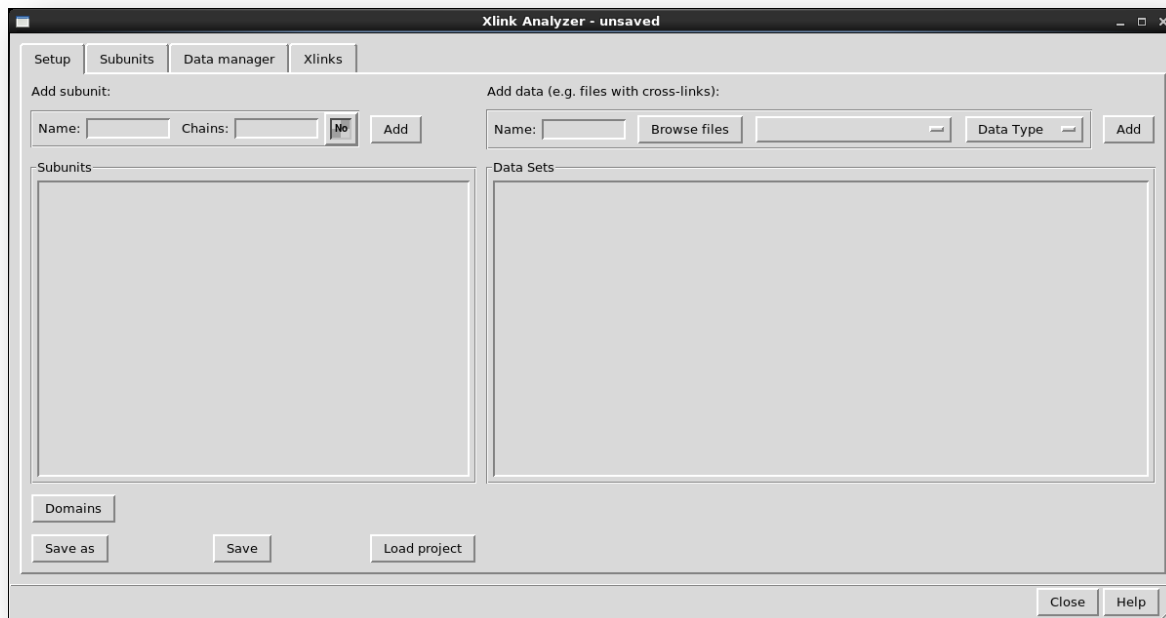 Xlink Analyzer - unsaved
Setup Subunits Data manager Xlinks
Add subunit: Add data (e.g. files with cross-links):
Name: Chains: No Add Name: Browse files Data Type Add
Subunits Data Sets
Domains
Save as Save Load project
Close Help